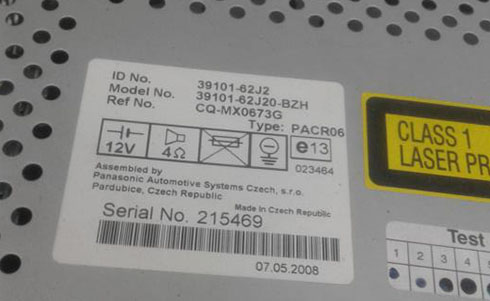 ID No. 39101-62J2
Model No. 39101-62J20-BZH
Ref No. CQ-MX0673G
Type: PACR06
12V
4Ω
e13
023464
Assembled by
Panasonic Automotive Systems Czech, s.r.o.
Pardubice, Czech Republic
Made in Czech Republic
Serial No. 215469
07.05.2008
CLASS 1
LASER PR
Test
1 2 3 4